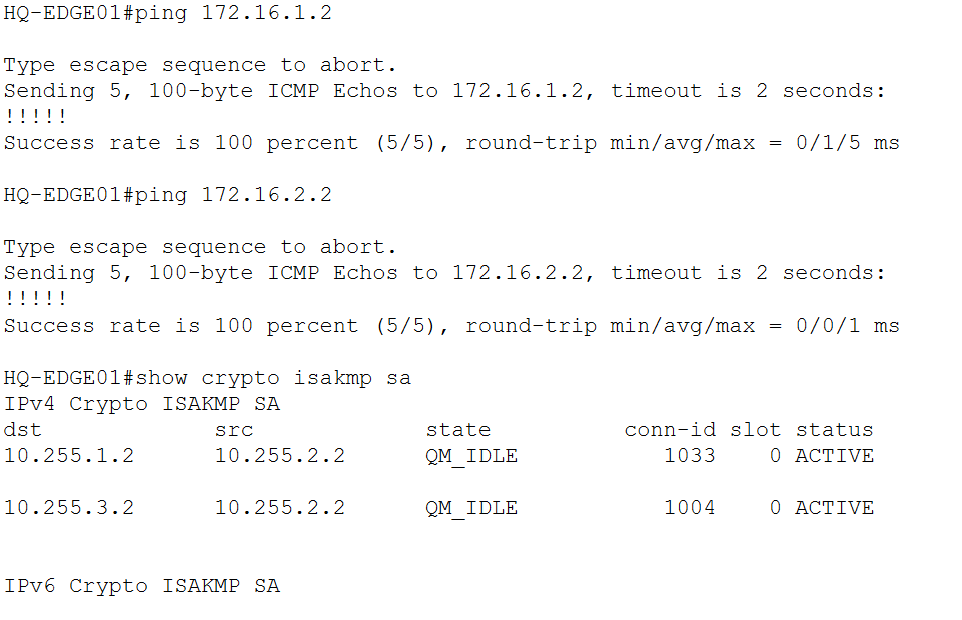 HQ-EDGE01#ping 172.16.1.2
Type escape sequence to abort.
Sending 5, 100-byte ICMP Echos to 172.16.1.2, timeout is 2 seconds:
!!!!!
Success rate is 100 percent (5/5), round-trip min/avg/max = 0/1/5 ms
HQ-EDGE01#ping 172.16.2.2
Type escape sequence to abort.
Sending 5, 100-byte ICMP Echos to 172.16.2.2, timeout is 2 seconds:
!!!!!
Success rate is 100 percent (5/5), round-trip min/avg/max = 0/0/1 ms
HQ-EDGE01#show crypto isakmp sa
IPv4 Crypto ISAKMP SA
dst             src             state          conn-id slot status
10.255.1.2      10.255.2.2      QM_IDLE           1033    0 ACTIVE
10.255.3.2      10.255.2.2      QM_IDLE           1004    0 ACTIVE
IPv6 Crypto ISAKMP SA